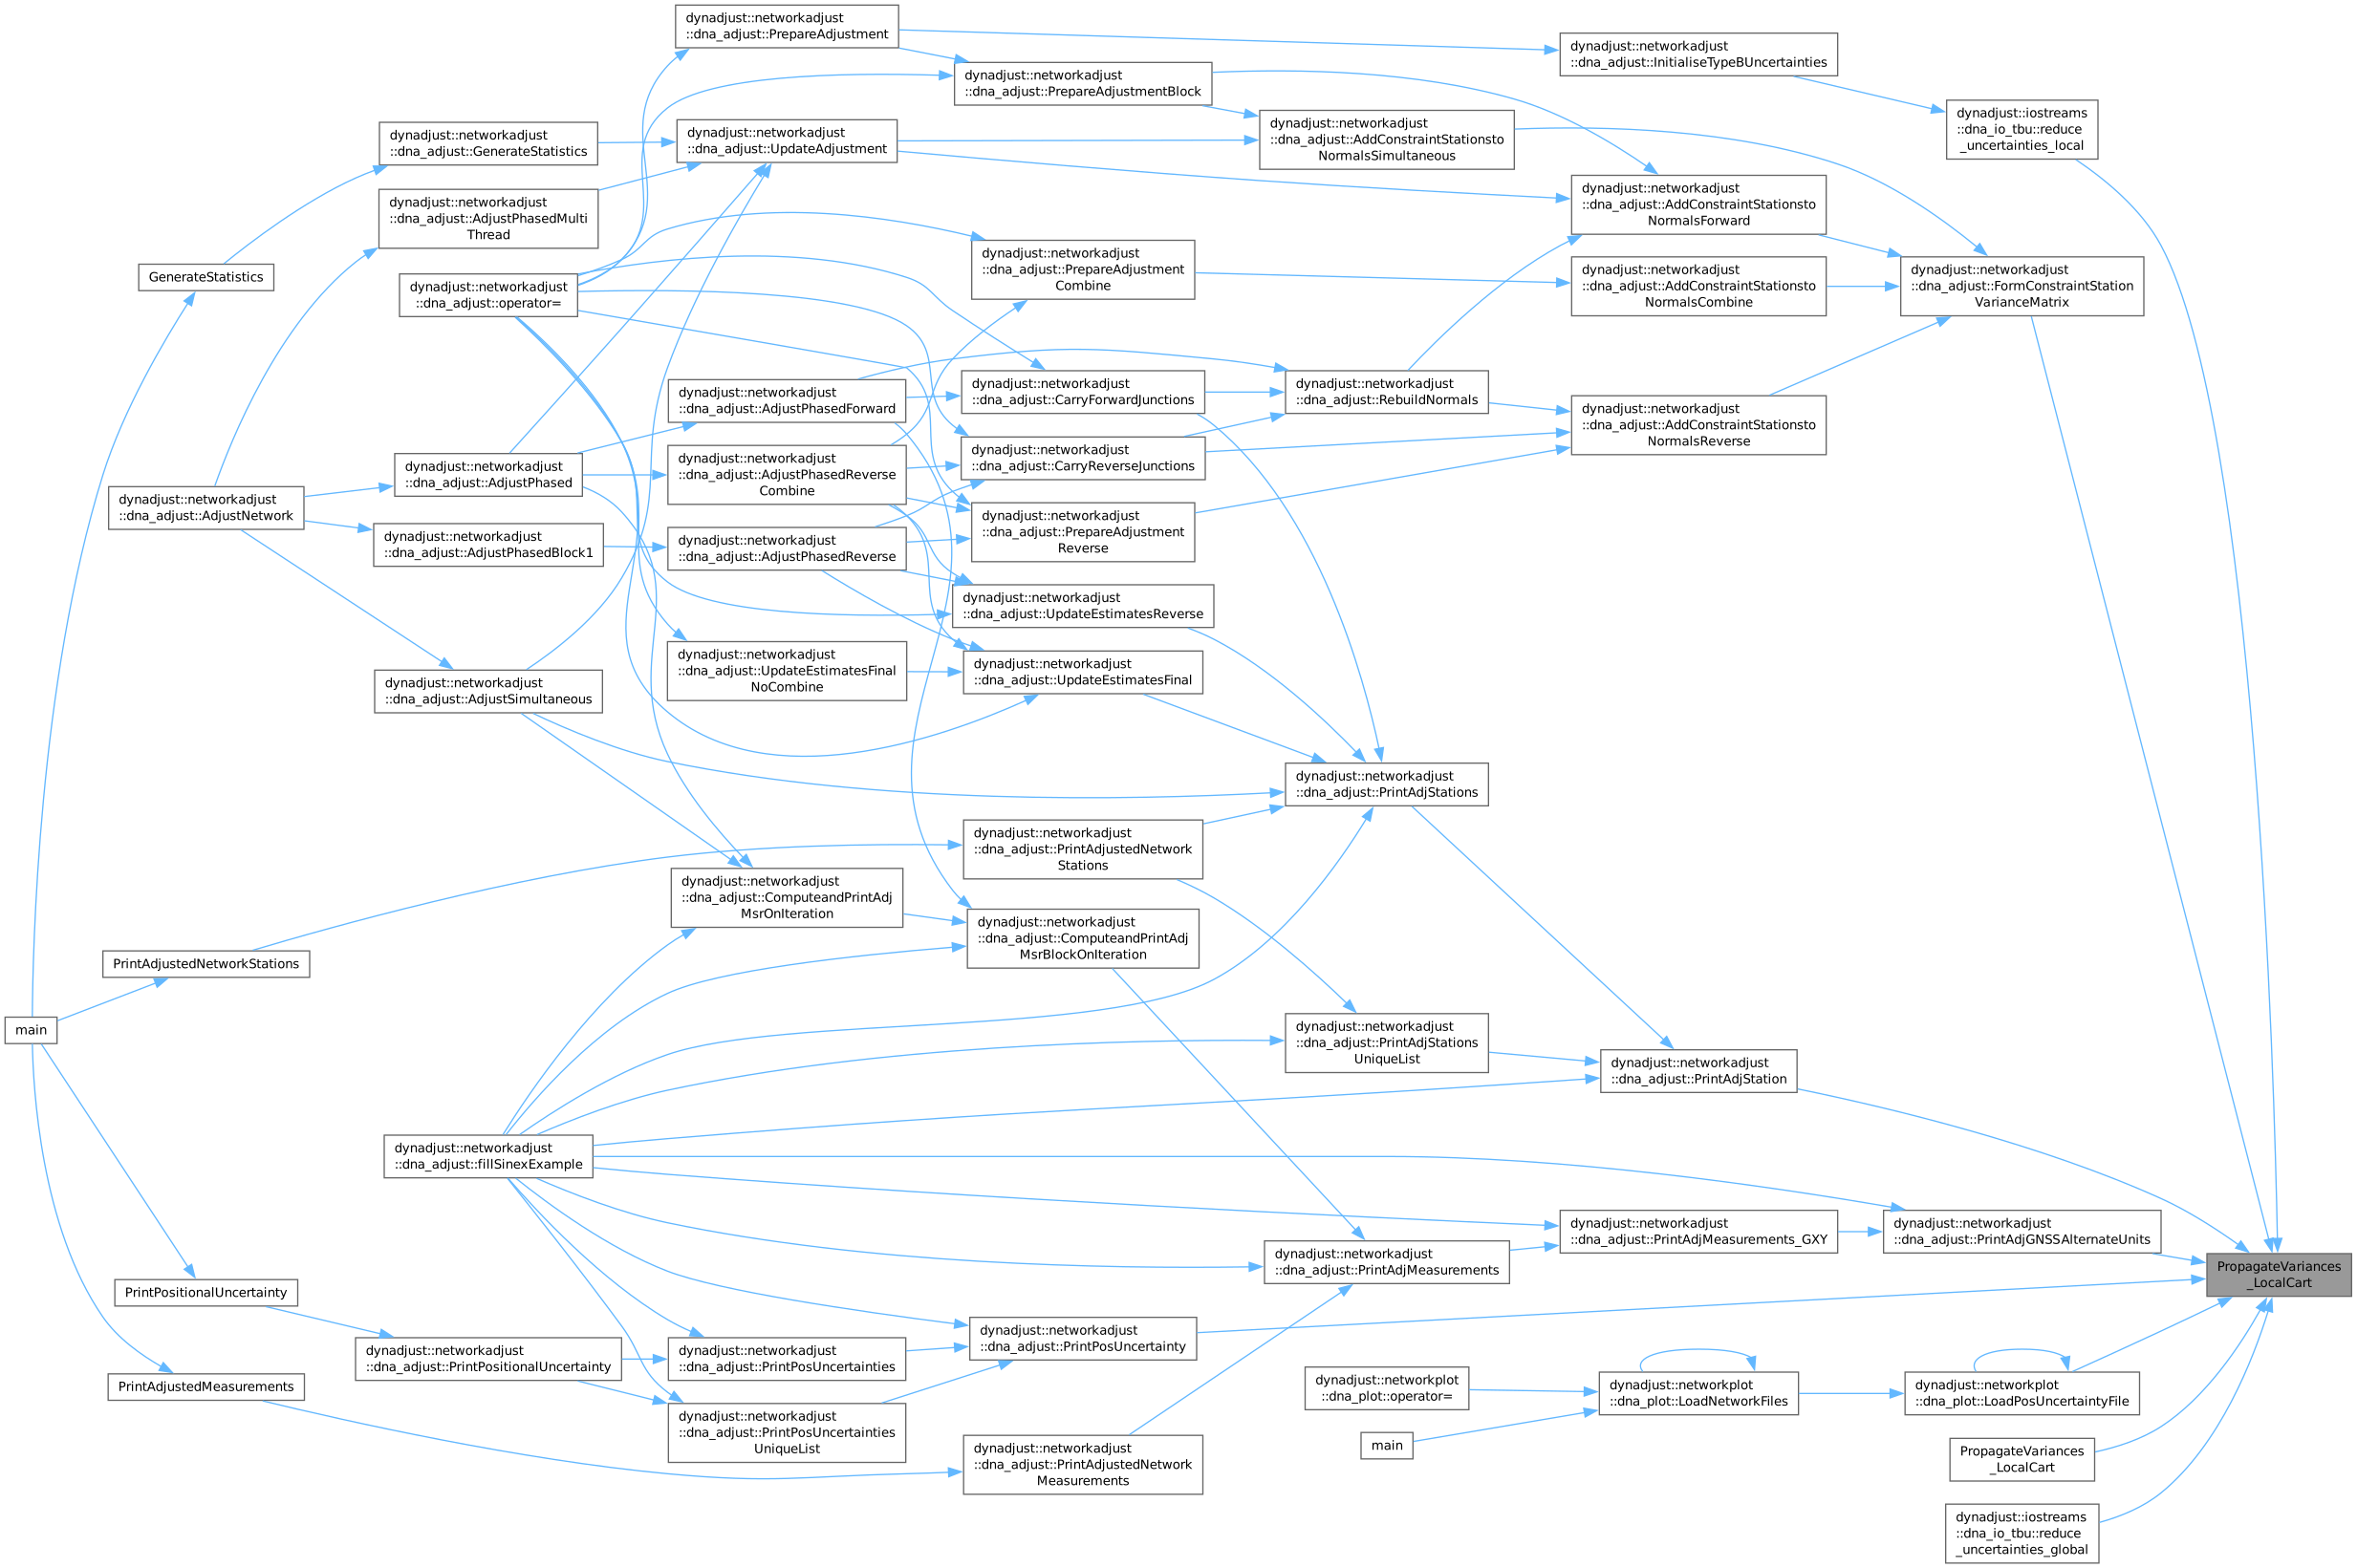 dynadjust::networkadjust
::dna_adjust::PrepareAdjustment
dynadjust::networkadjust
::dna_adjust::InitialiseTypeBUncertainties
dynadjust::networkadjust
::dna_adjust::PrepareAdjustmentBlock
dynadjust::iostreams
::dna_io_tbu::reduce
_uncertainties_local
dynadjust::networkadjust
::dna_adjust::AddConstraintStationsto
NormalsSimultaneous
dynadjust::networkadjust
::dna_adjust::UpdateAdjustment
dynadjust::networkadjust
::dna_adjust::GenerateStatistics
dynadjust::networkadjust
::dna_adjust::AddConstraintStationsto
NormalsForward
dynadjust::networkadjust
::dna_adjust::AdjustPhasedMulti
Thread
dynadjust::networkadjust
::dna_adjust::PrepareAdjustment
Combine
dynadjust::networkadjust
::dna_adjust::AddConstraintStationsto
NormalsCombine
dynadjust::networkadjust
::dna_adjust::FormConstraintStation
VarianceMatrix
GenerateStatistics
dynadjust::networkadjust
::dna_adjust::operator=
dynadjust::networkadjust
::dna_adjust::CarryForwardJunctions
dynadjust::networkadjust
::dna_adjust::RebuildNormals
dynadjust::networkadjust
::dna_adjust::AdjustPhasedForward
dynadjust::networkadjust
::dna_adjust::AddConstraintStationsto
NormalsReverse
dynadjust::networkadjust
::dna_adjust::CarryReverseJunctions
dynadjust::networkadjust
::dna_adjust::AdjustPhasedReverse
Combine
dynadjust::networkadjust
::dna_adjust::AdjustPhased
dynadjust::networkadjust
::dna_adjust::AdjustNetwork
dynadjust::networkadjust
::dna_adjust::PrepareAdjustment
Reverse
dynadjust::networkadjust
::dna_adjust::AdjustPhasedBlock1
dynadjust::networkadjust
::dna_adjust::AdjustPhasedReverse
dynadjust::networkadjust
::dna_adjust::UpdateEstimatesReverse
dynadjust::networkadjust
::dna_adjust::UpdateEstimatesFinal
NoCombine
dynadjust::networkadjust
::dna_adjust::UpdateEstimatesFinal
dynadjust::networkadjust
::dna_adjust::AdjustSimultaneous
dynadjust::networkadjust
::dna_adjust::PrintAdjStations
dynadjust::networkadjust
::dna_adjust::PrintAdjustedNetwork
Stations
dynadjust::networkadjust
::dna_adjust::ComputeandPrintAdj
MsrOnIteration
dynadjust::networkadjust
::dna_adjust::ComputeandPrintAdj
MsrBlockOnIteration
PrintAdjustedNetworkStations
main
dynadjust::networkadjust
::dna_adjust::PrintAdjStations
UniqueList
dynadjust::networkadjust
::dna_adjust::PrintAdjStation
dynadjust::networkadjust
::dna_adjust::fillSinexExample
dynadjust::networkadjust
::dna_adjust::PrintAdjMeasurements_GXY
dynadjust::networkadjust
::dna_adjust::PrintAdjGNSSAlternateUnits
dynadjust::networkadjust
::dna_adjust::PrintAdjMeasurements
PropagateVariances
_LocalCart
PrintPositionalUncertainty
dynadjust::networkadjust
::dna_adjust::PrintPosUncertainty
dynadjust::networkadjust
::dna_adjust::PrintPositionalUncertainty
dynadjust::networkadjust
::dna_adjust::PrintPosUncertainties
PrintAdjustedMeasurements
dynadjust::networkplot
::dna_plot::operator=
dynadjust::networkplot
::dna_plot::LoadNetworkFiles
dynadjust::networkplot
::dna_plot::LoadPosUncertaintyFile
dynadjust::networkadjust
::dna_adjust::PrintPosUncertainties
UniqueList
main
dynadjust::networkadjust
::dna_adjust::PrintAdjustedNetwork
Measurements
PropagateVariances
_LocalCart
dynadjust::iostreams
::dna_io_tbu::reduce
_uncertainties_global